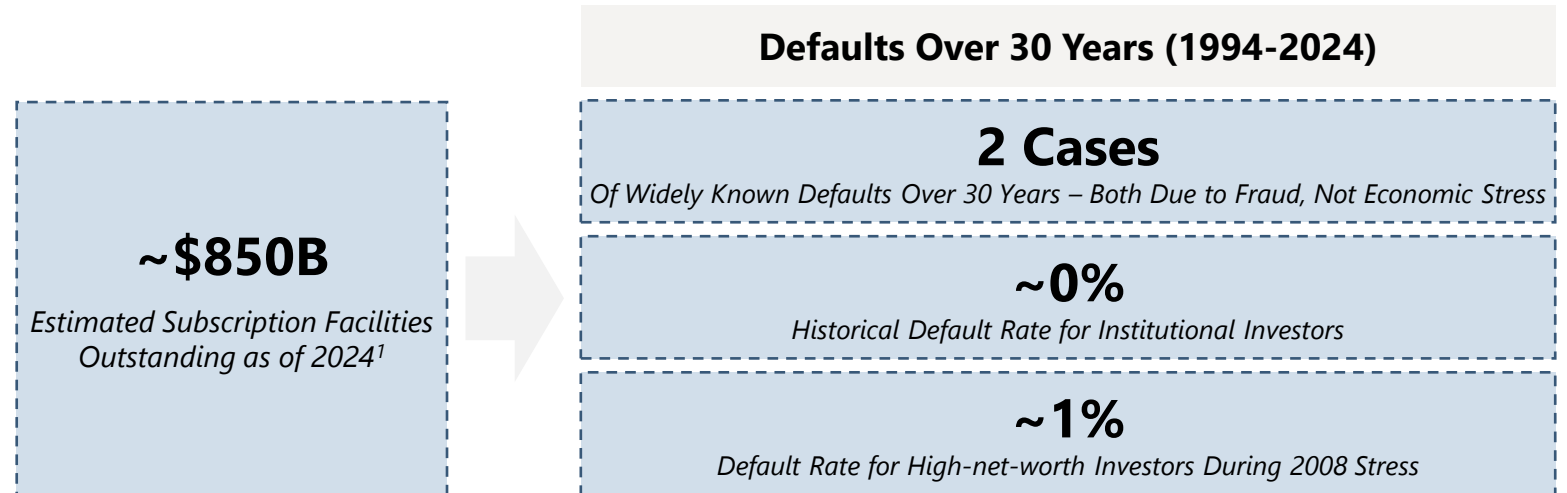 Defaults Over 30 Years (1994-2024)
~$850B
Estimated Subscription Facilities
Outstanding as of 2024¹
2 Cases
Of Widely Known Defaults Over 30 Years – Both Due to Fraud, Not Economic Stress
~0%
Historical Default Rate for Institutional Investors
~1%
Default Rate for High-net-worth Investors During 2008 Stress